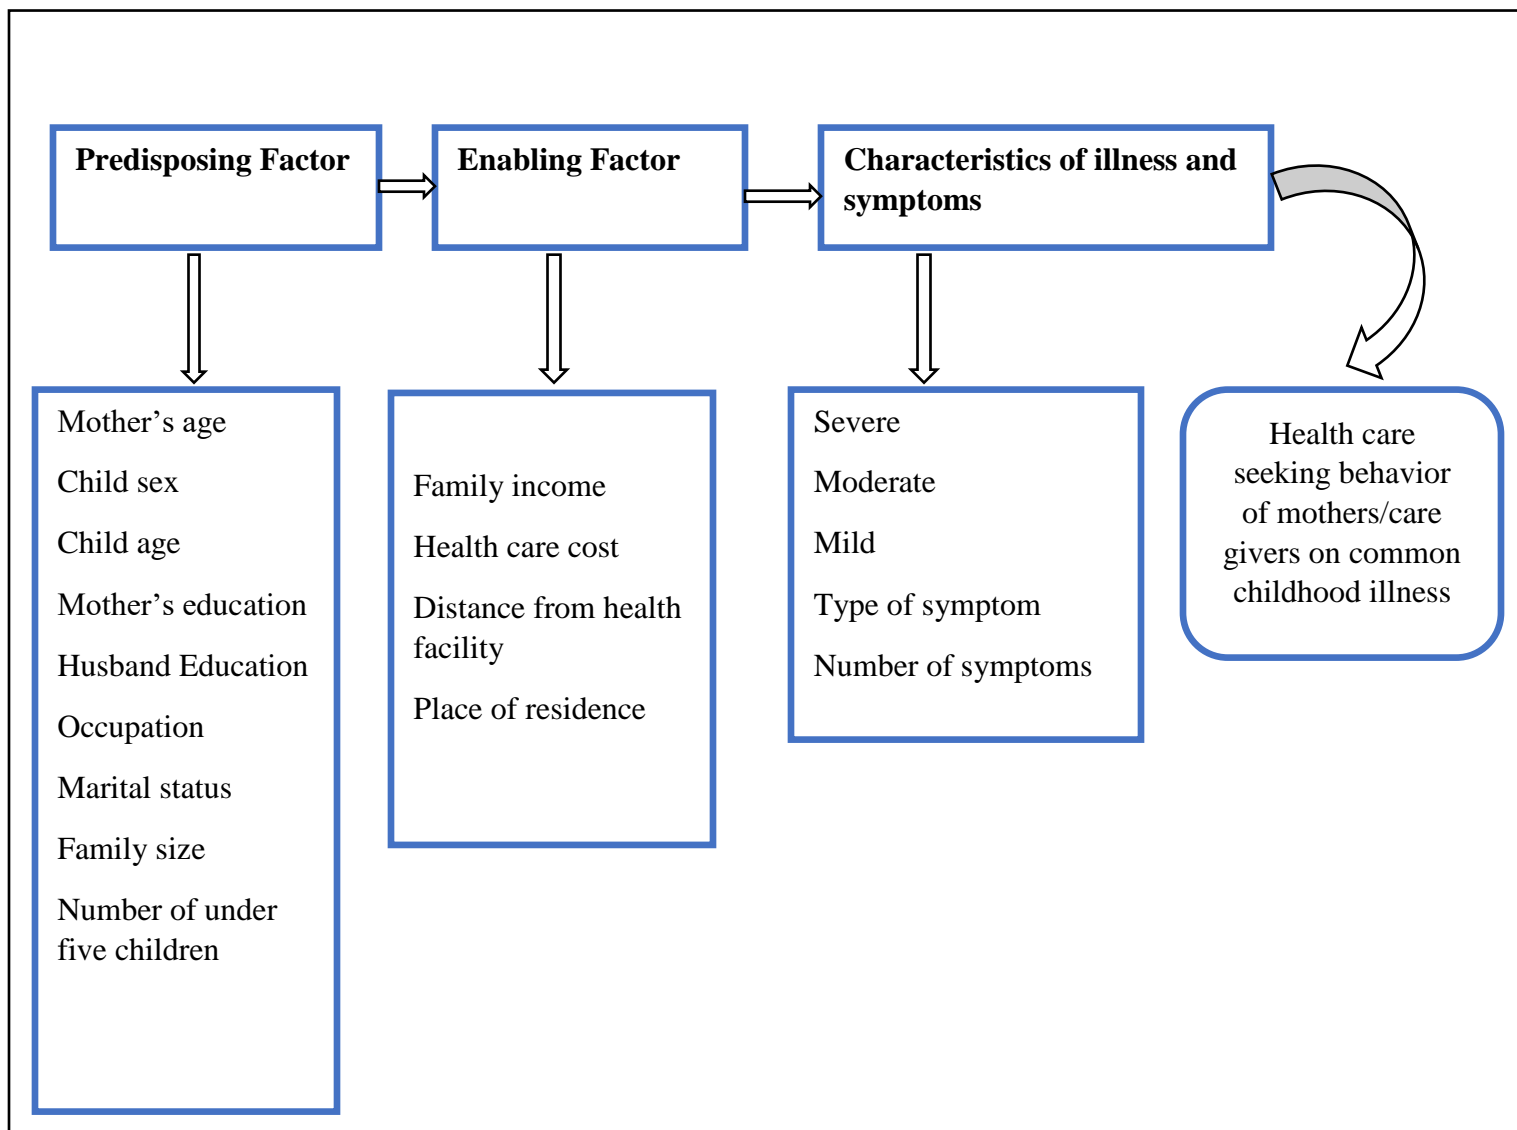 Predisposing Factor
Enabling Factor
Characteristics of illness and
symptoms
Mother’s age
Child sex
Child age
Mother’s education
Husband Education
Occupation
Marital status
Family size
Number of under
five children
Family income
Health care cost
Distance from health
facility
Place of residence
Severe
Moderate
Mild
Type of symptom
Number of symptoms
Health care
seeking behavior
of mothers/care
givers on common
childhood illness